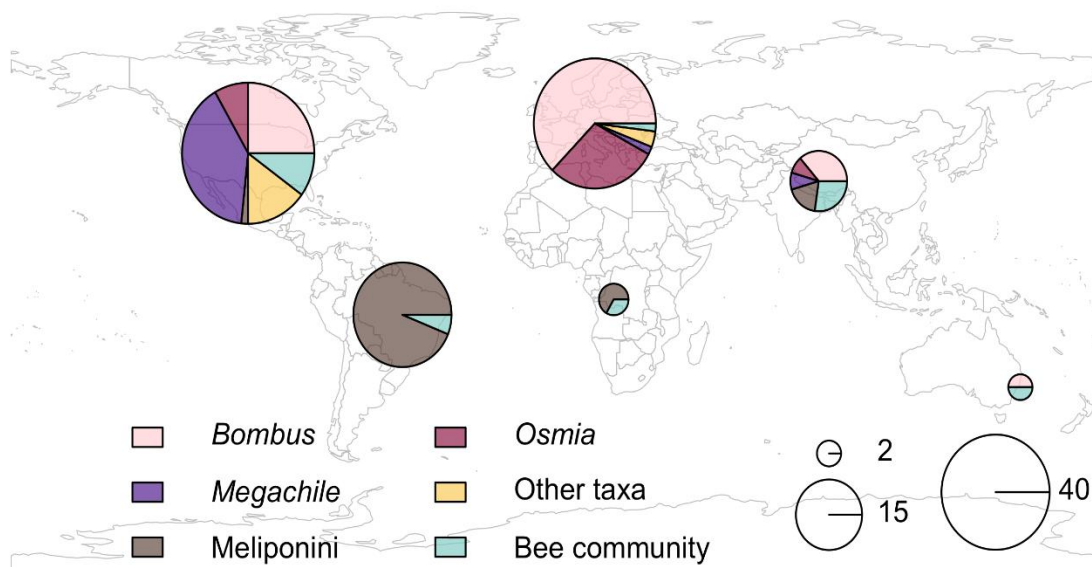 Bombus Osmia 2
Megachile Other taxa 15 40
Meliponini Bee community